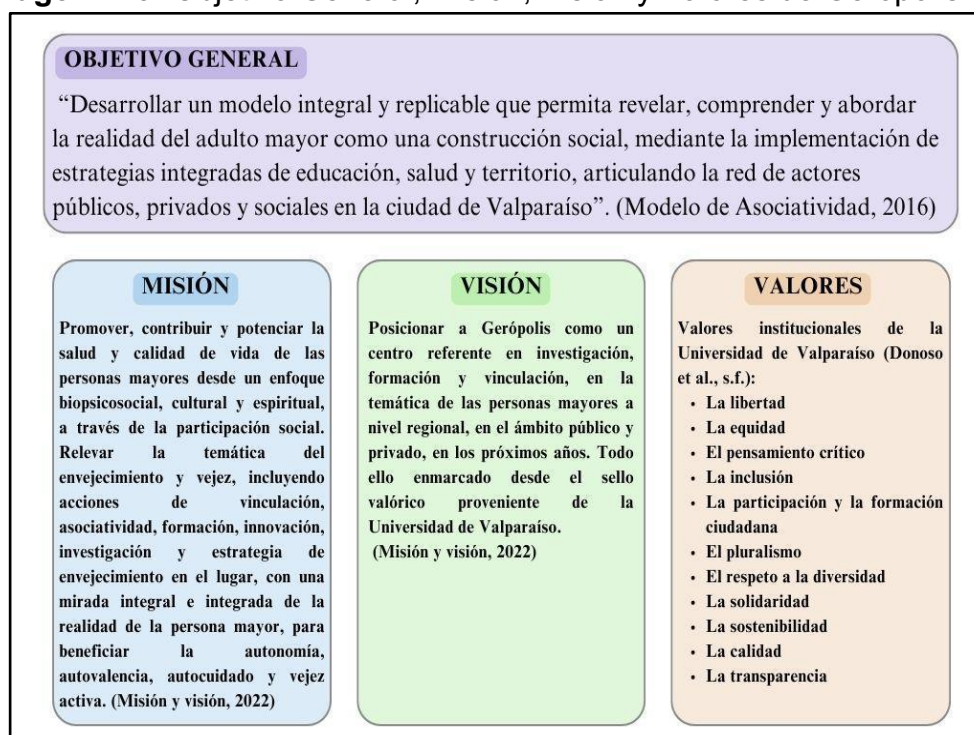 OBJETIVO GENERAL
“Desarrollar un modelo integral y replicable que permita revelar, comprender y abordar
la realidad del adulto mayor como una construcción social, mediante la implementación de
estrategias integradas de educación, salud y territorio, articulando la red de actores
públicos, privados y sociales en la ciudad de Valparaíso”. (Modelo de Asociatividad, 2016)
MISIÓN
Promover, contribuir y potenciar la
salud y calidad de vida de las
personas mayores desde un enfoque
biopsicosocial, cultural y espiritual,
a través de la participación social.
Relevar la temática del
envejecimiento y vejez, incluyendo
acciones de vinculación,
asociatividad, formación, innovación,
investigación y estrategia de
envejecimiento en el lugar, con una
mirada integral e integrada de la
realidad de la persona mayor, para
beneficiar la autonomía,
autovalencia, autocuidado y vejez
activa. (Misión y visión, 2022)
VISIÓN
Posicionar a Gerópolis como un
centro referente en investigación,
formación y vinculación, en la
temática de las personas mayores a
nivel regional, en el ámbito público y
privado, en los próximos años. Todo
ello enmarcado desde el sello
valórico proveniente de la
Universidad de Valparaíso.
(Misión y visión, 2022)
VALORES
Valores institucionales de la
Universidad de Valparaíso (Donoso
et al., s.f.):
• La libertad
• La equidad
• El pensamiento crítico
• La inclusión
• La participación y la formación
ciudadana
• El pluralismo
• El respeto a la diversidad
• La solidaridad
• La sostenibilidad
• La calidad
• La transparencia